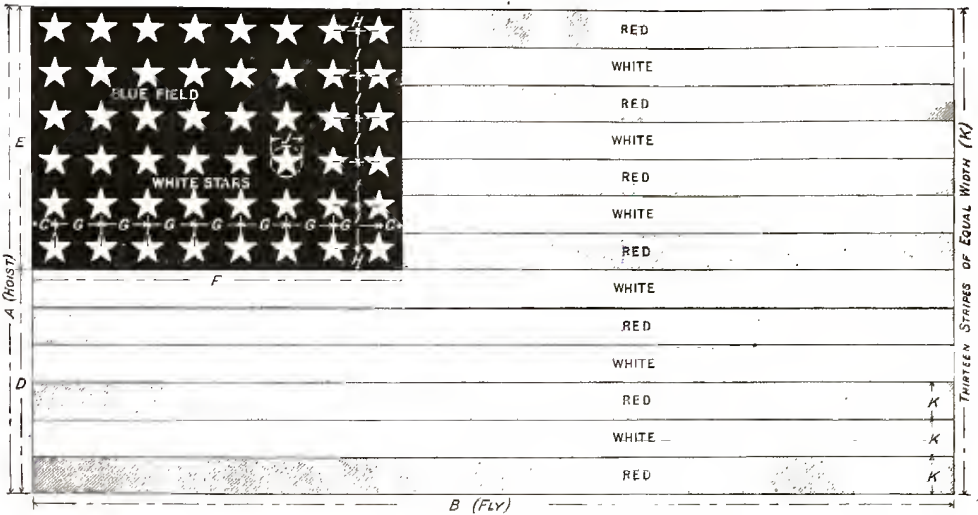 H
RED
I
WHITE
BLUE FIELD
I
RED
E
I
J
WHITE
I
RED
WHITE STARS
I
WHITE
C G G G G G G G C
RED
H
F
WHITE
RED
WHITE
D
RED K
WHITE K
RED K
A (HOIST)
B (FLY)
THIRTEEN STRIPES OF EQUAL WIDTH (K)